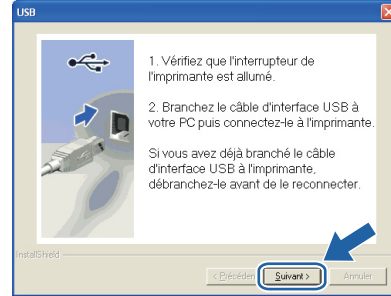 USB
1. Vérifiez que l'interrupteur de
l'imprimante est allumé.
2. Branchez le câble d'interface USB à
votre PC puis connectez-le à l'imprimante.
Si vous avez déjà branché le câble
d'interface USB à l'imprimante,
débranchez-le avant de le reconnecter.
InstallShield
< Précéden Suivant > Annuler